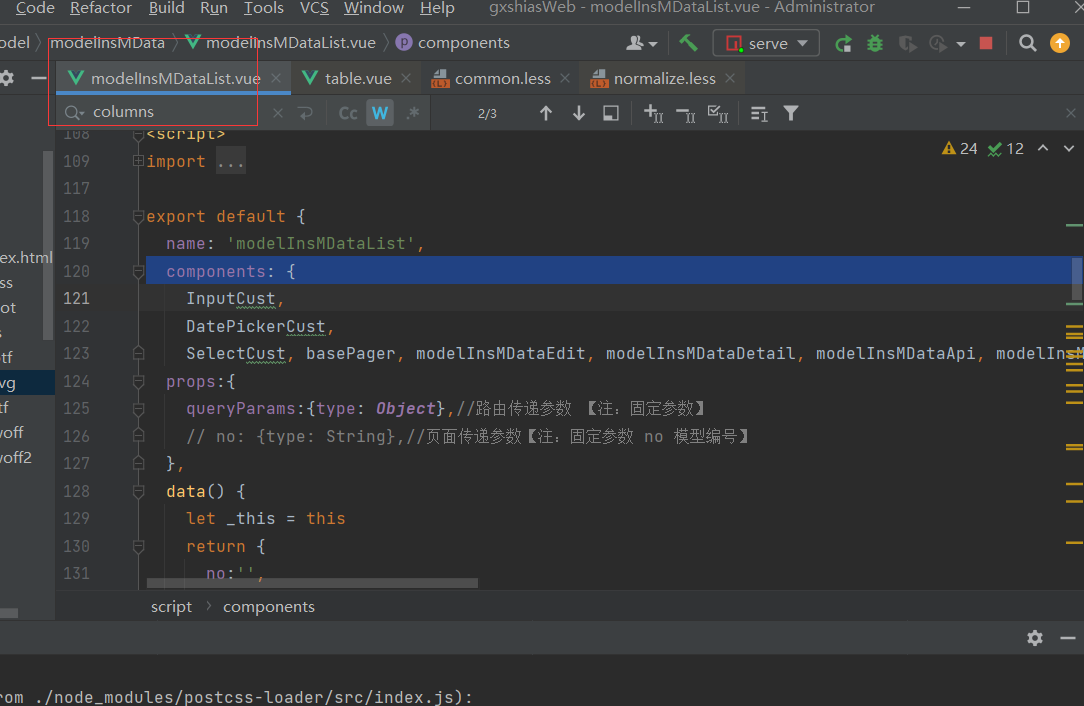 Code Refactor Build Run Tools VCS Window Help gxshiasWeb - modelInsMDataList.vue - Administrator
odel modelInsMData modelInsMDataList.vue components serve
modelInsMDataList.vue table.vue common.less normalize.less
columns Cc W .* 2/3
108 <script>
24 12
109 import ...
117
118 export default {
119 name: 'modelInsMDataList',
120 components: {
121 InputCust,
122 DatePickerCust,
123 SelectCust, basePager, modelInsMDataEdit, modelInsMDataDetail, modelInsMDataApi, modelInsM
124 props:{
125 queryParams:{type: Object},//路由传递参数 【注：固定参数】
126 // no: {type: String},//页面传递参数【注：固定参数 no 模型编号】
127 },
128 data() {
129 let _this = this
130 return {
131 no:'',
ex.html
ss
ot
s
tf
vg
tf
voff
voff2
script components
rom ./node_modules/postcss-loader/src/index.js):